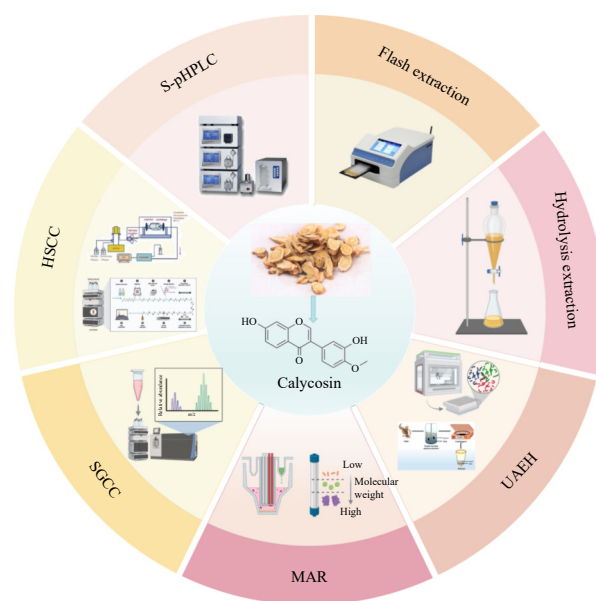 S-pHPLC
Flash extraction
Hydrolysis extraction
UAEH
MAR
SGCC
HSCC
HO
O
O
OH
O
Calycosin
Relative abundance
m/z
Low
Molecular
weight
High